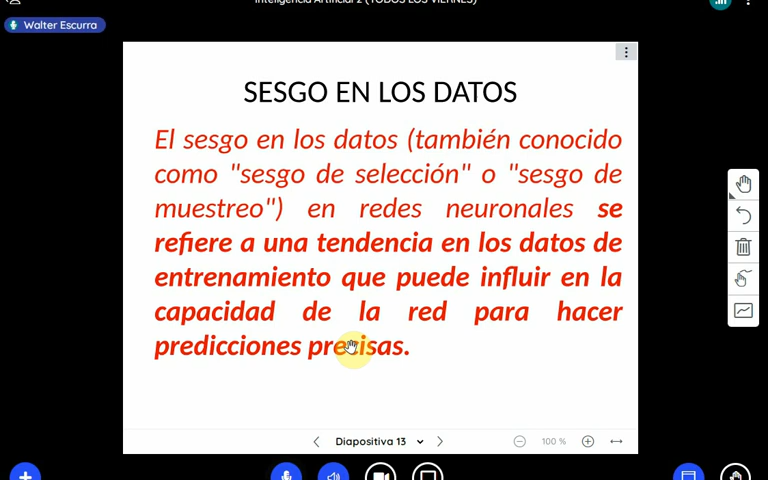 Inteligencia Artificial 2 (TODOS LOS VIERNES)
Walter Escurra
SESGO EN LOS DATOS
El sesgo en los datos (también conocido
como "sesgo de selección" o "sesgo de
muestreo") en redes neuronales se
refiere a una tendencia en los datos de
entrenamiento que puede influir en la
capacidad de la red para hacer
predicciones precisas.
Diapositiva 13
100 %